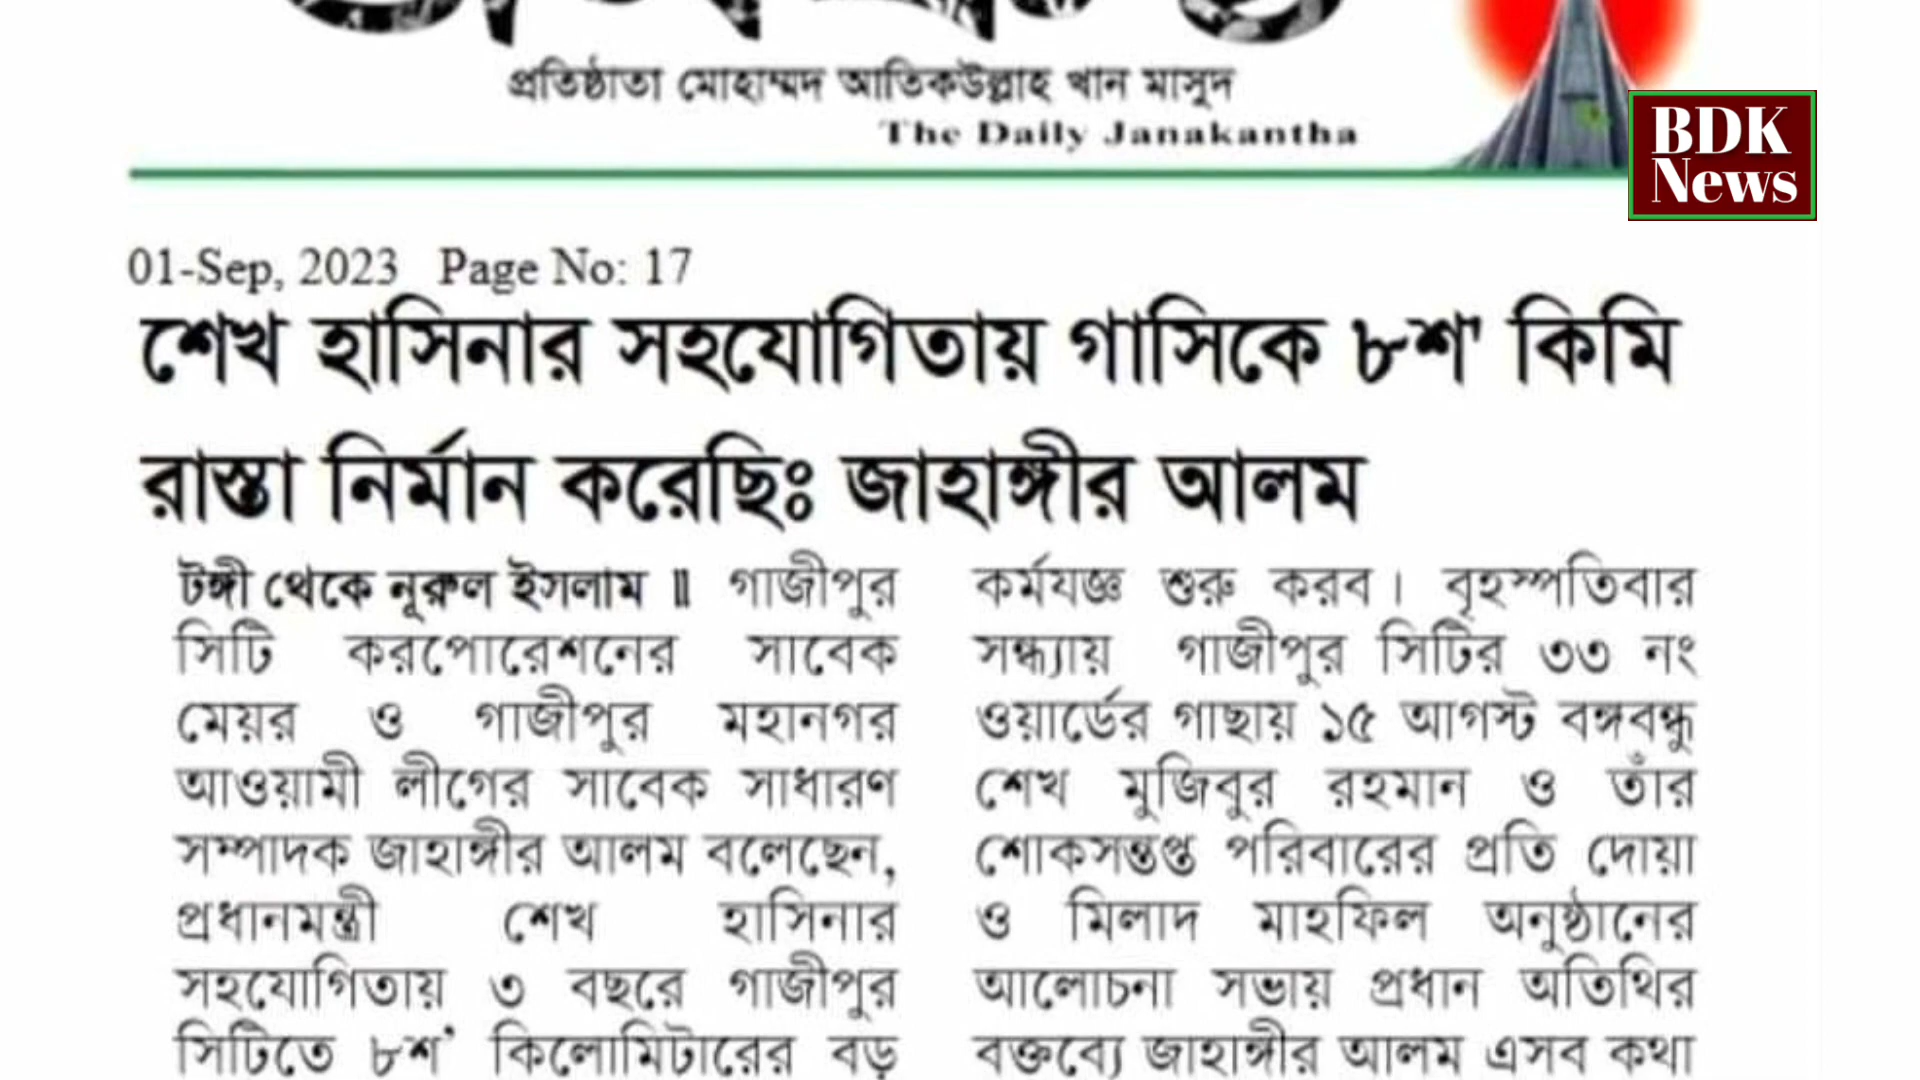 প্রতিষ্ঠাতা মোহাম্মদ আতিকউল্লাহ খান মাসুদ
The Daily Janakantha
BDK
News
01-Sep, 2023 Page No: 17
শেখ হাসিনার সহযোগিতায় গাসিকে ৮শ' কিমি
রাস্তা নির্মান করেছিঃ জাহাঙ্গীর আলম
টঙ্গী থেকে নূরুল ইসলাম ॥ গাজীপুর
সিটি করপোরেশনের সাবেক
মেয়র ও গাজীপুর মহানগর
আওয়ামী লীগের সাবেক সাধারণ
সম্পাদক জাহাঙ্গীর আলম বলেছেন,
প্রধানমন্ত্রী শেখ হাসিনার
সহযোগিতায় ৩ বছরে গাজীপুর
সিটিতে ৮শ’ কিলোমিটারের বড়
কর্মযজ্ঞ শুরু করব। বৃহস্পতিবার
সন্ধ্যায় গাজীপুর সিটির ৩৩ নং
ওয়ার্ডের গাছায় ১৫ আগস্ট বঙ্গবন্ধু
শেখ মুজিবুর রহমান ও তাঁর
শোকসন্তপ্ত পরিবারের প্রতি দোয়া
ও মিলাদ মাহফিল অনুষ্ঠানের
আলোচনা সভায় প্রধান অতিথির
বক্তব্যে জাহাঙ্গীর আলম এসব কথা